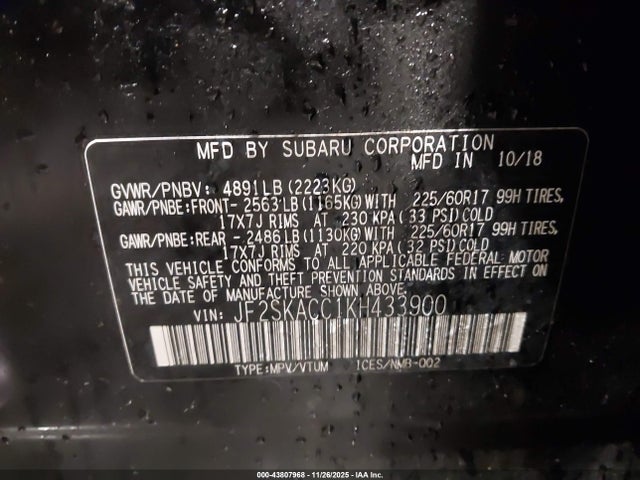 MFD BY SUBARU CORPORATION
MFD IN 10/18
GVWR/PNBV: 4891LB (2223KG)
GAWR/PNBE:FRONT- 2563LB (1165KG) WITH 225/60R17 99H TIRES,
17X7J RIMS AT 230 KPA( 33 PSI) COLD
GAWR/PNBE:REAR - 2486LB (1130KG) WITH 225/60R17 99H TIRES,
17X7J RIMS AT 220 KPA( 32 PSI) COLD
THIS VEHICLE CONFORMS TO ALL APPLICABLE FEDERAL MOTOR
VEHICLE SAFETY AND THEFT PREVENTION STANDARDS IN EFFECT ON
THE DATE OF MANUFACTURE SHOWN ABOVE.
VIN: JF2SKACC1KH433900
TYPE:MPV/VTUM ICES/NMB-002
000-43807968 - 11/26/2025 - IAA Inc.